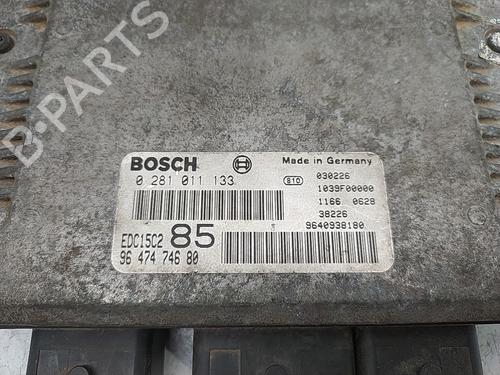 B-PARTS
BOSCH
Made in Germany
0 281 011 133
E10
030226
1039F00000
1166 0628
38226
9640938180
EDC15C2 85
96 474 746 80